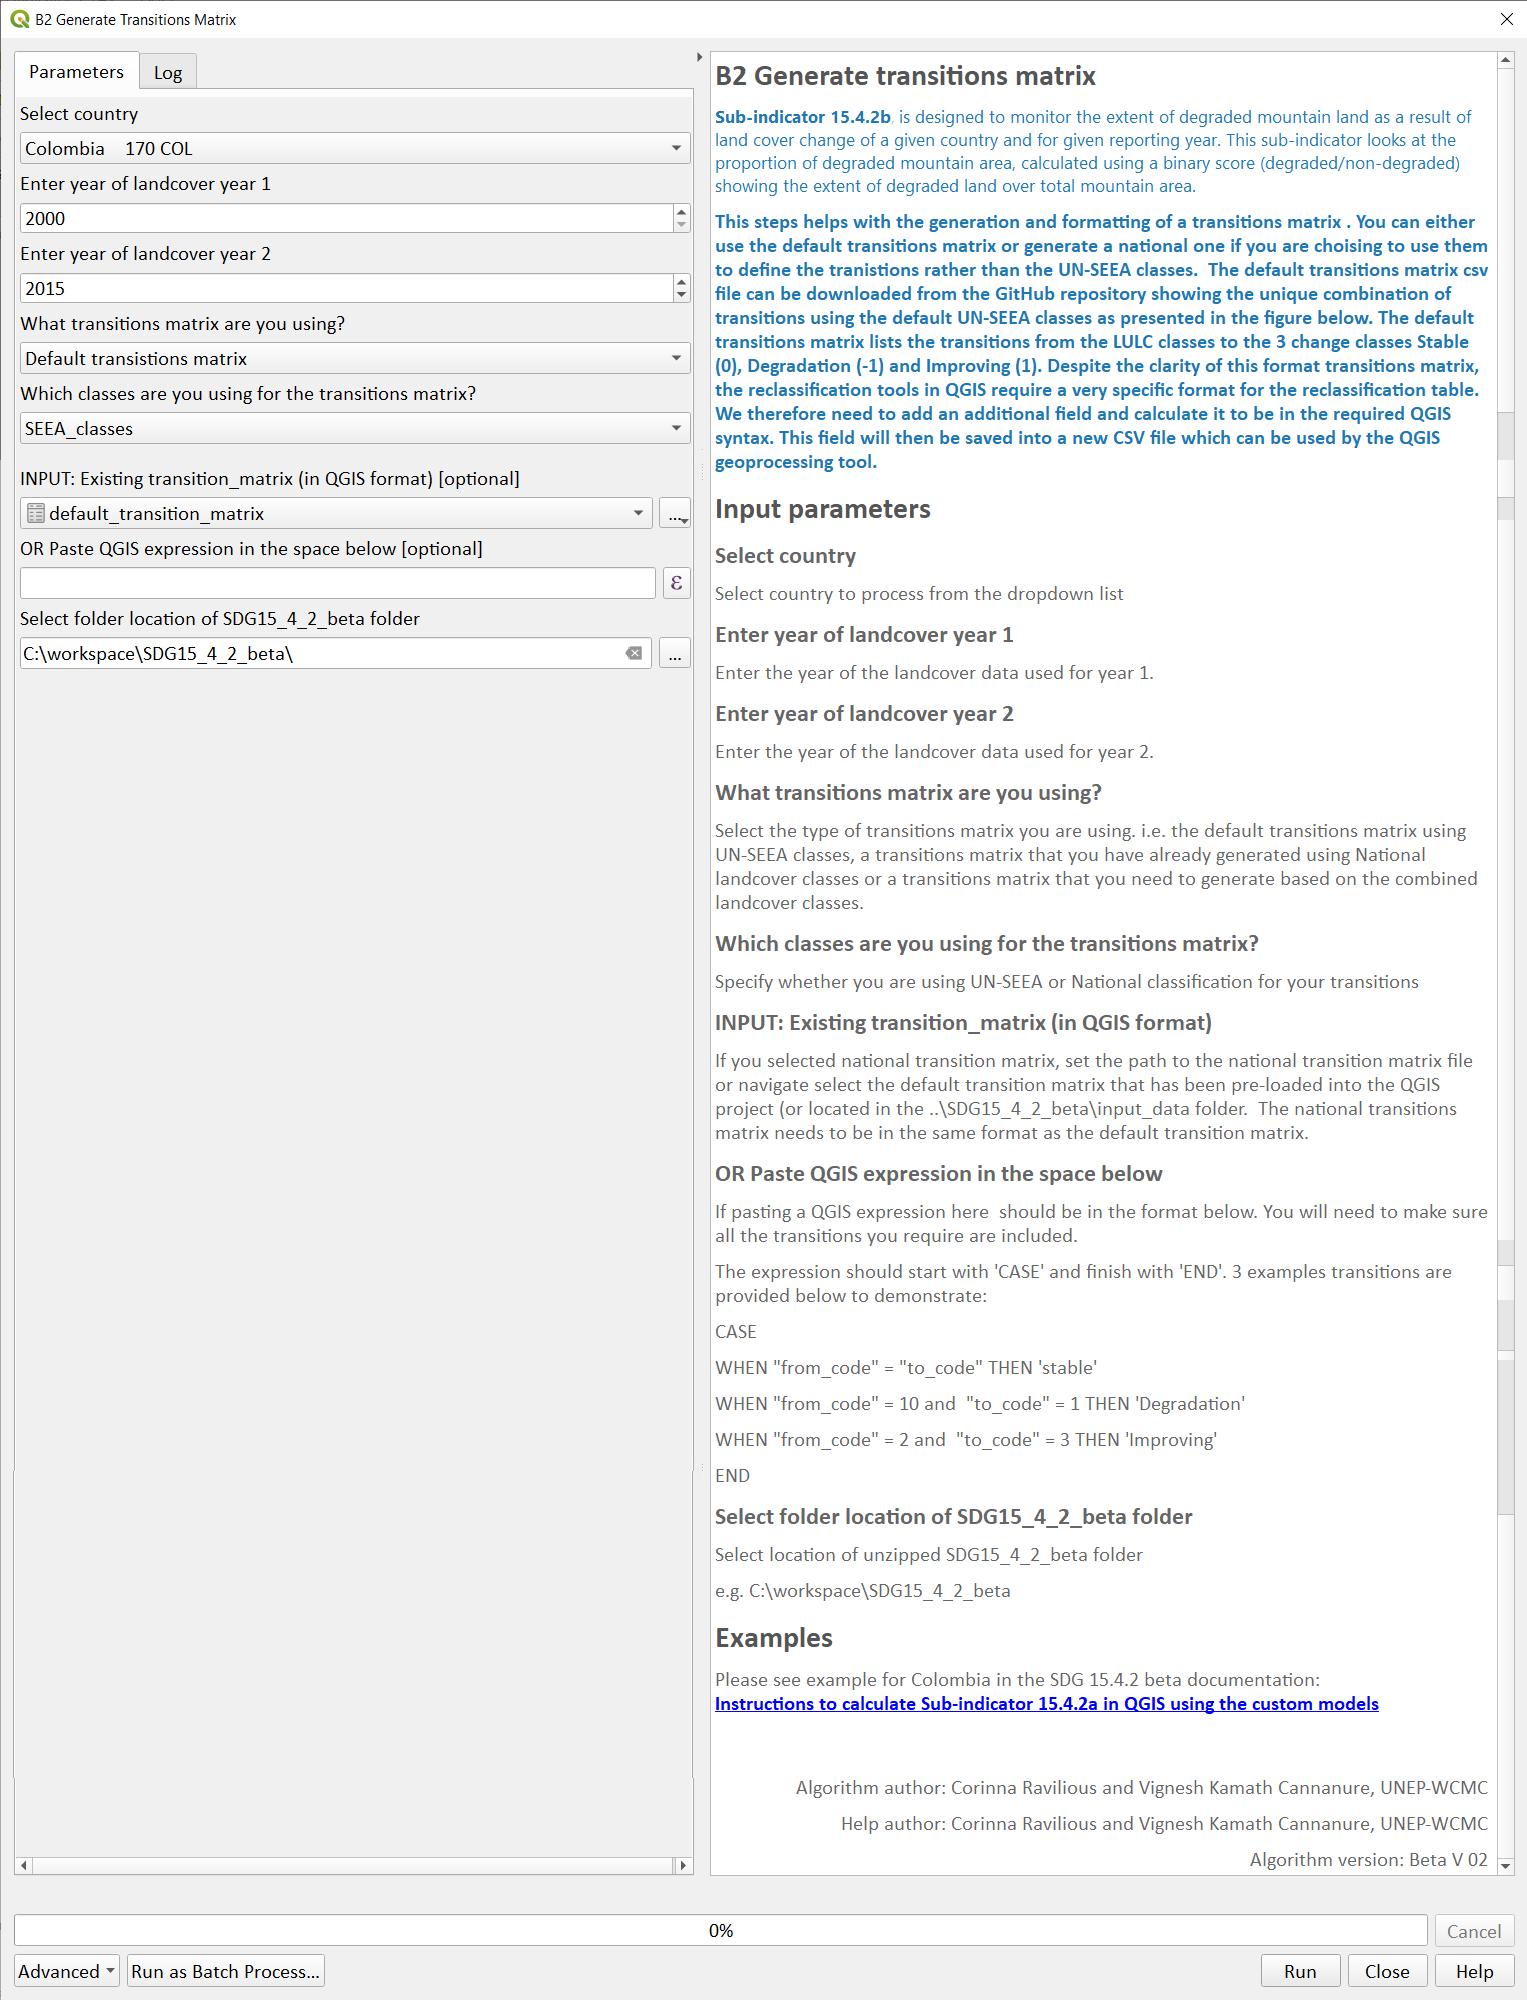 B2 Generate Transitions Matrix
Parameters
Log
Select country
Colombia 170 COL
Enter year of landcover year 1
2000
Enter year of landcover year 2
2015
What transitions matrix are you using?
Default transistions matrix
Which classes are you using for the transitions matrix?
SEEA_classes
INPUT: Existing transition_matrix (in QGIS format) [optional]
default_transition_matrix
...
OR Paste QGIS expression in the space below [optional]
ε
Select folder location of SDG15_4_2_beta folder
C:\workspace\SDG15_4_2_beta\
...
B2 Generate transitions matrix
Sub-indicator 15.4.2b, is designed to monitor the extent of degraded mountain land as a result of
land cover change of a given country and for given reporting year. This sub-indicator looks at the
proportion of degraded mountain area, calculated using a binary score (degraded/non-degraded)
showing the extent of degraded land over total mountain area.
This steps helps with the generation and formatting of a transitions matrix . You can either
use the default transitions matrix or generate a national one if you are choising to use them
to define the tranistions rather than the UN-SEEA classes.  The default transitions matrix csv
file can be downloaded from the GitHub repository showing the unique combination of
transitions using the default UN-SEEA classes as presented in the figure below. The default
transitions matrix lists the transitions from the LULC classes to the 3 change classes Stable
(0), Degradation (-1) and Improving (1). Despite the clarity of this format transitions matrix,
the reclassification tools in QGIS require a very specific format for the reclassification table.
We therefore need to add an additional field and calculate it to be in the required QGIS
syntax. This field will then be saved into a new CSV file which can be used by the QGIS
geoprocessing tool.
Input parameters
Select country
Select country to process from the dropdown list
Enter year of landcover year 1
Enter the year of the landcover data used for year 1.
Enter year of landcover year 2
Enter the year of the landcover data used for year 2.
What transitions matrix are you using?
Select the type of transitions matrix you are using. i.e. the default transitions matrix using
UN-SEEA classes, a transitions matrix that you have already generated using National
landcover classes or a transitions matrix that you need to generate based on the combined
landcover classes.
Which classes are you using for the transitions matrix?
Specify whether you are using UN-SEEA or National classification for your transitions
INPUT: Existing transition_matrix (in QGIS format)
If you selected national transition matrix, set the path to the national transition matrix file
or navigate select the default transition matrix that has been pre-loaded into the QGIS
project (or located in the ..\SDG15_4_2_beta\input_data folder.  The national transitions
matrix needs to be in the same format as the default transition matrix.
OR Paste QGIS expression in the space below
If pasting a QGIS expression here  should be in the format below. You will need to make sure
all the transitions you require are included.
The expression should start with 'CASE' and finish with 'END'. 3 examples transitions are
provided below to demonstrate:
CASE
WHEN "from_code" = "to_code" THEN 'stable'
WHEN "from_code" = 10 and  "to_code" = 1 THEN 'Degradation'
WHEN "from_code" = 2 and  "to_code" = 3 THEN 'Improving'
END
Select folder location of SDG15_4_2_beta folder
Select location of unzipped SDG15_4_2_beta folder
e.g. C:\workspace\SDG15_4_2_beta
Examples
Please see example for Colombia in the SDG 15.4.2 beta documentation:
Instructions to calculate Sub-indicator 15.4.2a in QGIS using the custom models
Algorithm author: Corinna Ravilious and Vignesh Kamath Cannanure, UNEP-WCMC
Help author: Corinna Ravilious and Vignesh Kamath Cannanure, UNEP-WCMC
Algorithm version: Beta V 02
0%
Cancel
Advanced
Run as Batch Process...
Run
Close
Help